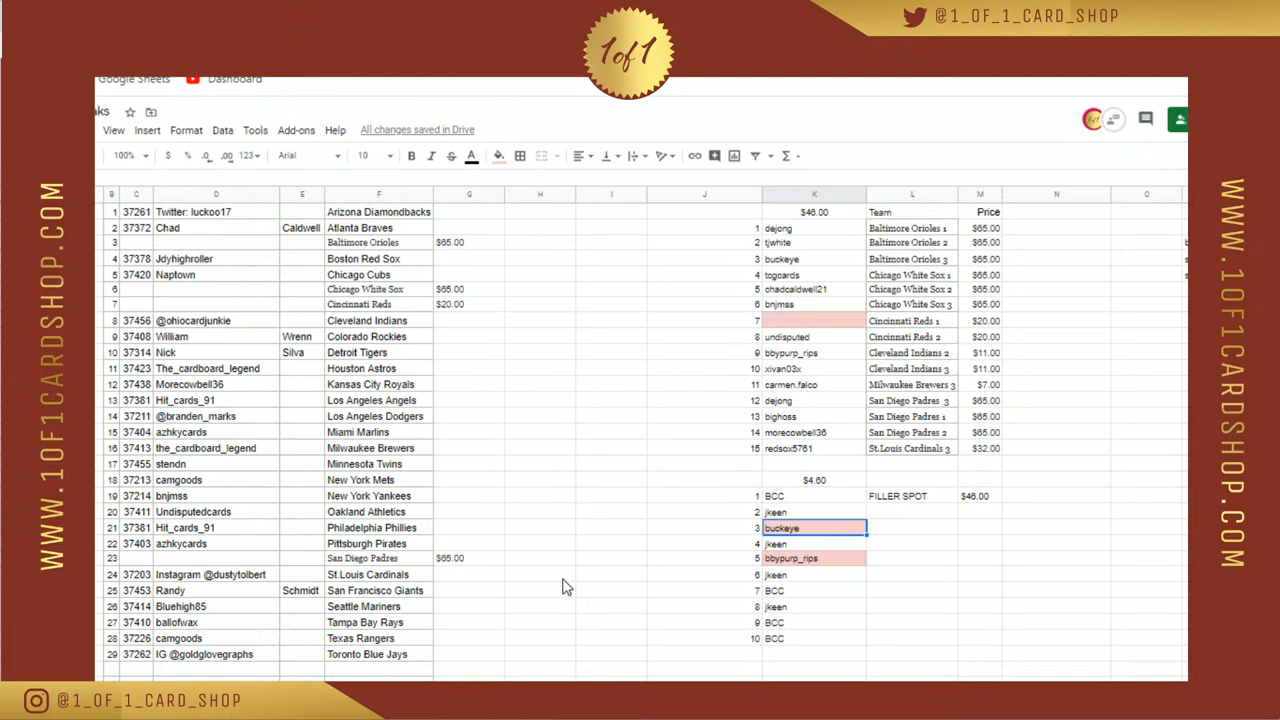 @1_OF_1_CARD_SHOP
1of1
Google Sheets Dashboard
aks
View Insert Format Data Tools Add-ons Help All changes saved in Drive
100% $ % .0 .00 123 Arial 10 B I S A
B C D E F G H I J K L M N O
1 37261 Twitter: luckoo17 Arizona Diamondbacks $46.00 Team Price
2 37372 Chad Caldwell Atlanta Braves 1 dejong Baltimore Orioles 1 $65.00
3 Baltimore Orioles $65.00 2 tjwhite Baltimore Orioles 2 $65.00
4 37378 Jdyhighroller Boston Red Sox 3 buckeye Baltimore Orioles 3 $65.00
5 37420 Naptown Chicago Cubs 4 tcgcards Chicago White Sox 1 $65.00
6 Chicago White Sox $65.00 5 chadcaldwell21 Chicago White Sox 2 $65.00
7 Cincinnati Reds $20.00 6 bnjmss Chicago White Sox 3 $65.00
8 37456 @ohiocardjunkie Cleveland Indians 7 Cincinnati Reds 1 $20.00
9 37408 William Wrenn Colorado Rockies 8 undisputed Cincinnati Reds 2 $20.00
10 37314 Nick Silva Detroit Tigers 9 bbypurp_rips Cleveland Indians 2 $11.00
11 37423 The_cardboard_legend Houston Astros 10 xivan03x Cleveland Indians 3 $11.00
12 37438 Morecowbell36 Kansas City Royals 11 carmen.falco Milwaukee Brewers 3 $7.00
13 37381 Hit_cards_91 Los Angeles Angels 12 dejong San Diego Padres 3 $65.00
14 37211 @branden_marks Los Angeles Dodgers 13 bighoss San Diego Padres 1 $65.00
15 37404 azhkycards Miami Marlins 14 morecowbell36 San Diego Padres 2 $65.00
16 37413 the_cardboard_legend Milwaukee Brewers 15 redsox5761 St.Louis Cardinals 3 $32.00
17 37455 stendn Minnesota Twins
18 37213 camgoods New York Mets $4.60
19 37214 bnjmss New York Yankees 1 BCC FILLER SPOT $46.00
20 37411 Undisputedcards Oakland Athletics 2 jkeen
21 37381 Hit_cards_91 Philadelphia Phillies 3 buckeye
22 37403 azhkycards Pittsburgh Pirates 4 jkeen
23 San Diego Padres $65.00 5 bbypurp_rips
24 37203 Instagram @dustytolbert St.Louis Cardinals 6 jkeen
25 37453 Randy Schmidt San Francisco Giants 7 BCC
26 37414 Bluehigh85 Seattle Mariners 8 jkeen
27 37410 ballofwax Tampa Bay Rays 9 BCC
28 37226 camgoods Texas Rangers 10 BCC
29 37262 IG @goldglovegraphs Toronto Blue Jays
WWW.1OF1CARDSHOP.COM
WWW.1OF1CARDSHOP.COM
@1_OF_1_CARD_SHOP